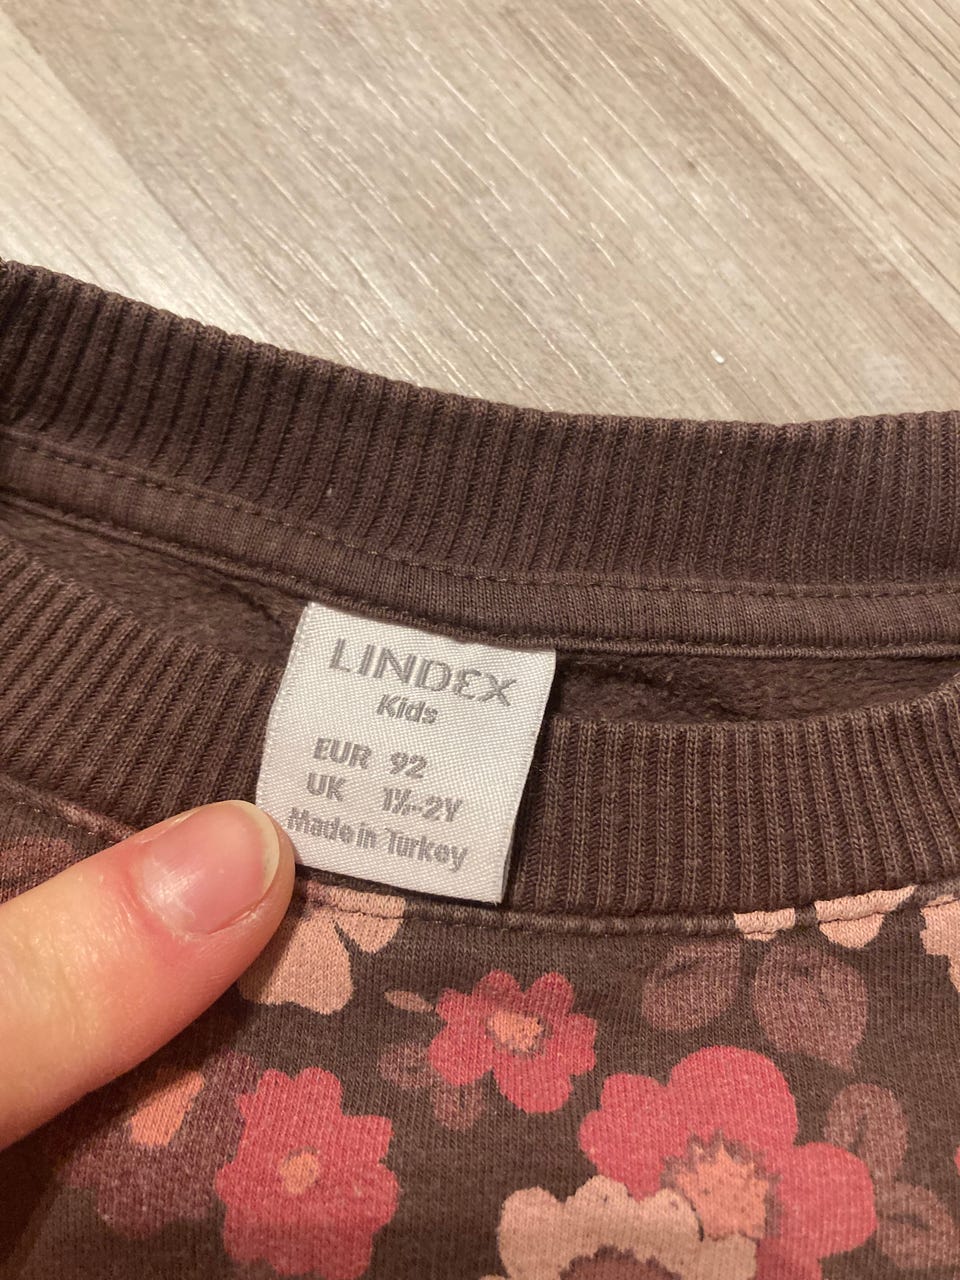 LINDEX
Kids
EUR 92
UK 1½-2Y
Made in Turkey